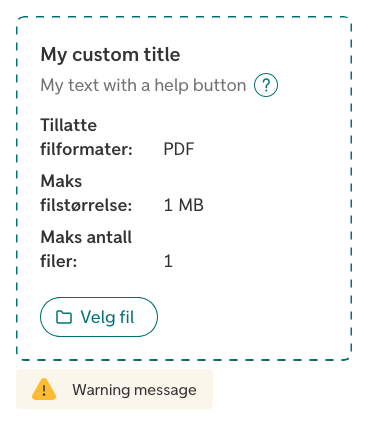 My custom title
My text with a help button ?
Tillatte
filformater: PDF
Maks
filstørrelse: 1 MB
Maks antall
filer: 1
Velg fil
Warning message